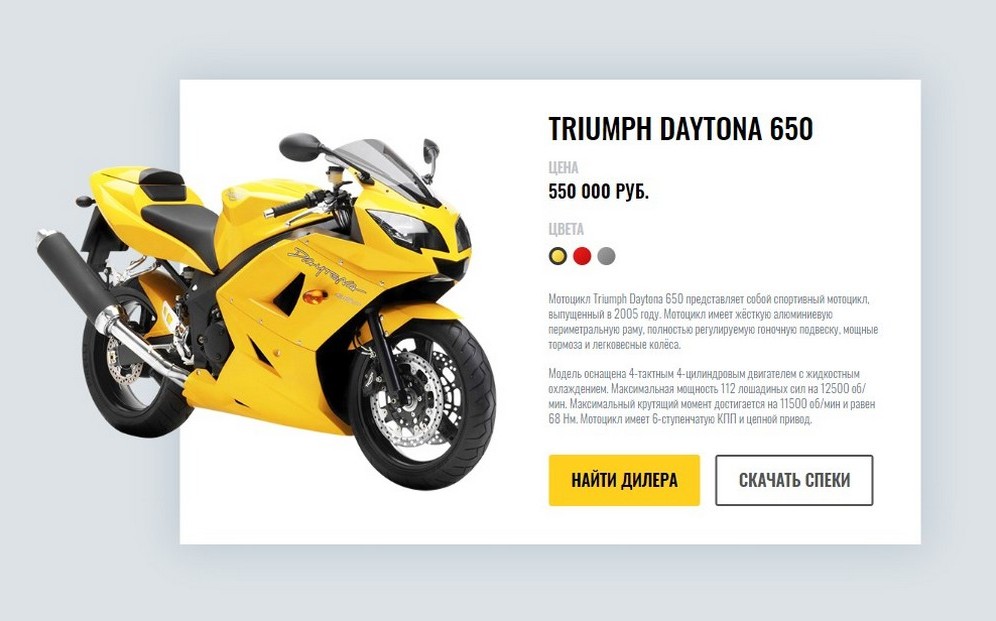 TRIUMPH DAYTONA 650
ЦЕНА
550 000 РУБ.
ЦВЕТА
Daytona
Мотоцикл Triumph Daytona 650 представляет собой спортивный мотоцикл,
выпущенный в 2005 году. Мотоцикл имеет жёсткую алюминиевую
периметральную раму, полностью регулируемую гоночную подвеску, мощные
тормоза и легковесные колёса.
Модель оснащена 4-тактным 4-цилиндровым двигателем с жидкостным
охлаждением. Максимальная мощность 112 лошадиных сил на 12500 об/
мин. Максимальный крутящий момент достигается на 11500 об/мин и равен
68 Нм. Мотоцикл имеет 6-ступенчатую КПП и цепной привод.
НАЙТИ ДИЛЕРА
СКАЧАТЬ СПЕКИ